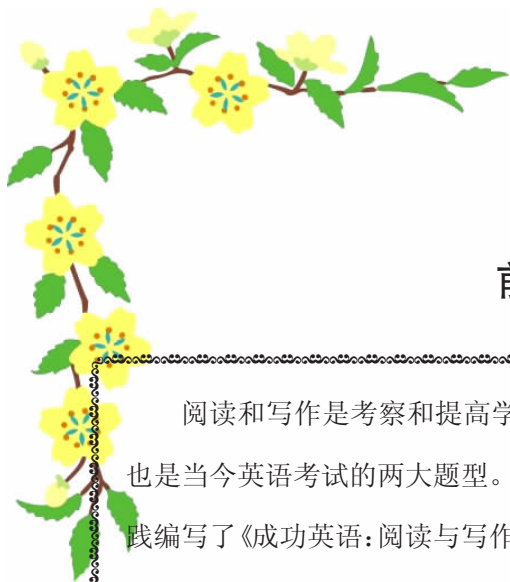 前
阅读和写作是考察和提高学
也是当今英语考试的两大题型。
践编写了《成功英语:阅读与写作